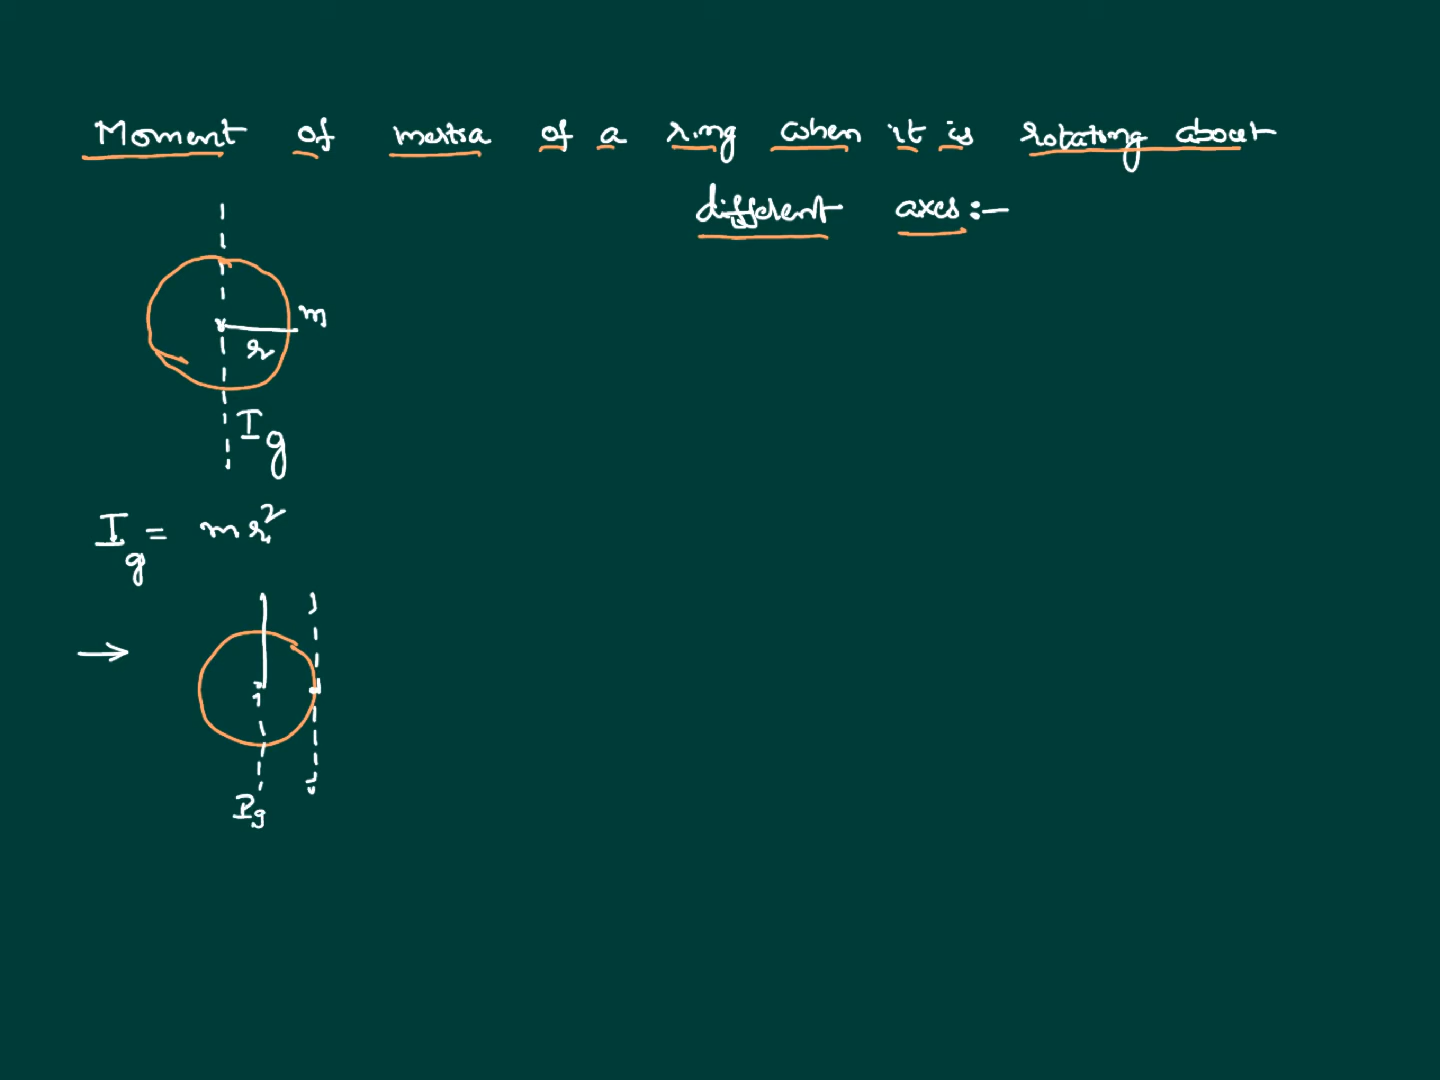 Moment of inertia of a ring when it is rotating about
different axes:-
m
r
Ig
Ig = mr²
→
Ig